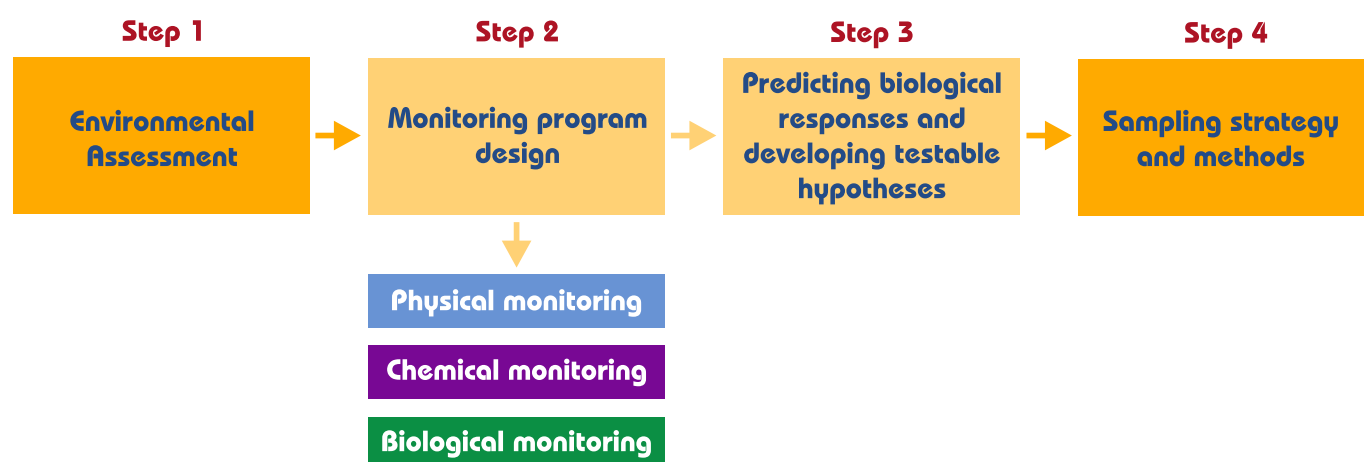 Step 1
Step 2
Step 3
Step 4
Environmental
Assessment
Monitoring program
design
Predicting biological
responses and
developing testable
hypotheses
Sampling strategy
and methods
Physical monitoring
Chemical monitoring
Biological monitoring